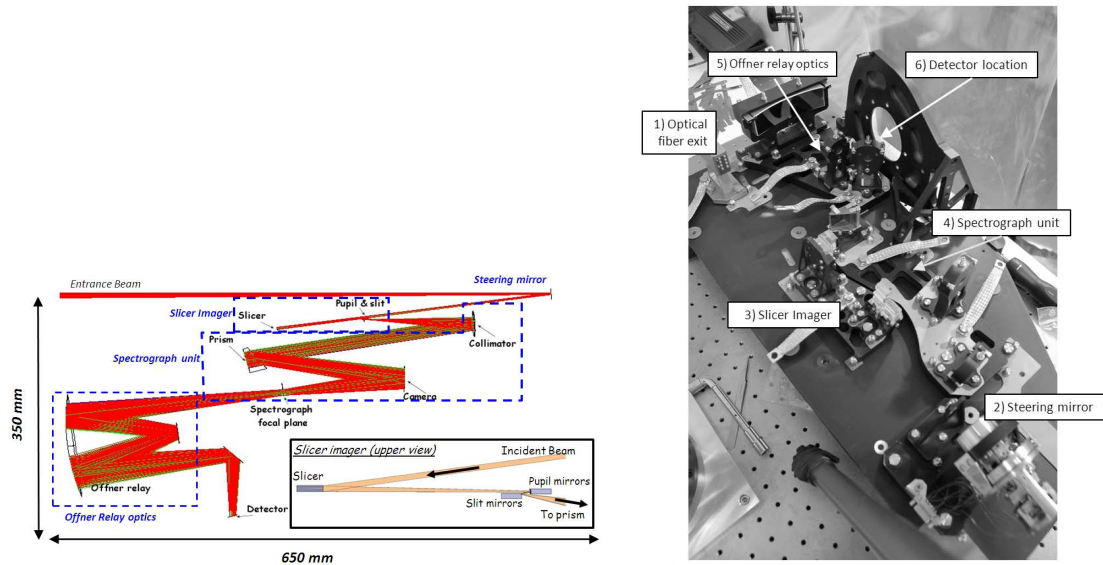 Entrance Beam
Steering mirror
Pupil & slit
Slicer Imager
Slicer
Prism
Collimator
Spectrograph unit
Camera
Spectrograph
focal plane
350 mm
Offner relay
Detector
Offner Relay optics
Slicer imager (upper view)
Incident Beam
Slicer
Pupil mirrors
Slit mirrors
To prism
650 mm
5) Offner relay optics
6) Detector location
1) Optical
fiber exit
4) Spectrograph unit
3) Slicer Imager
2) Steering mirror